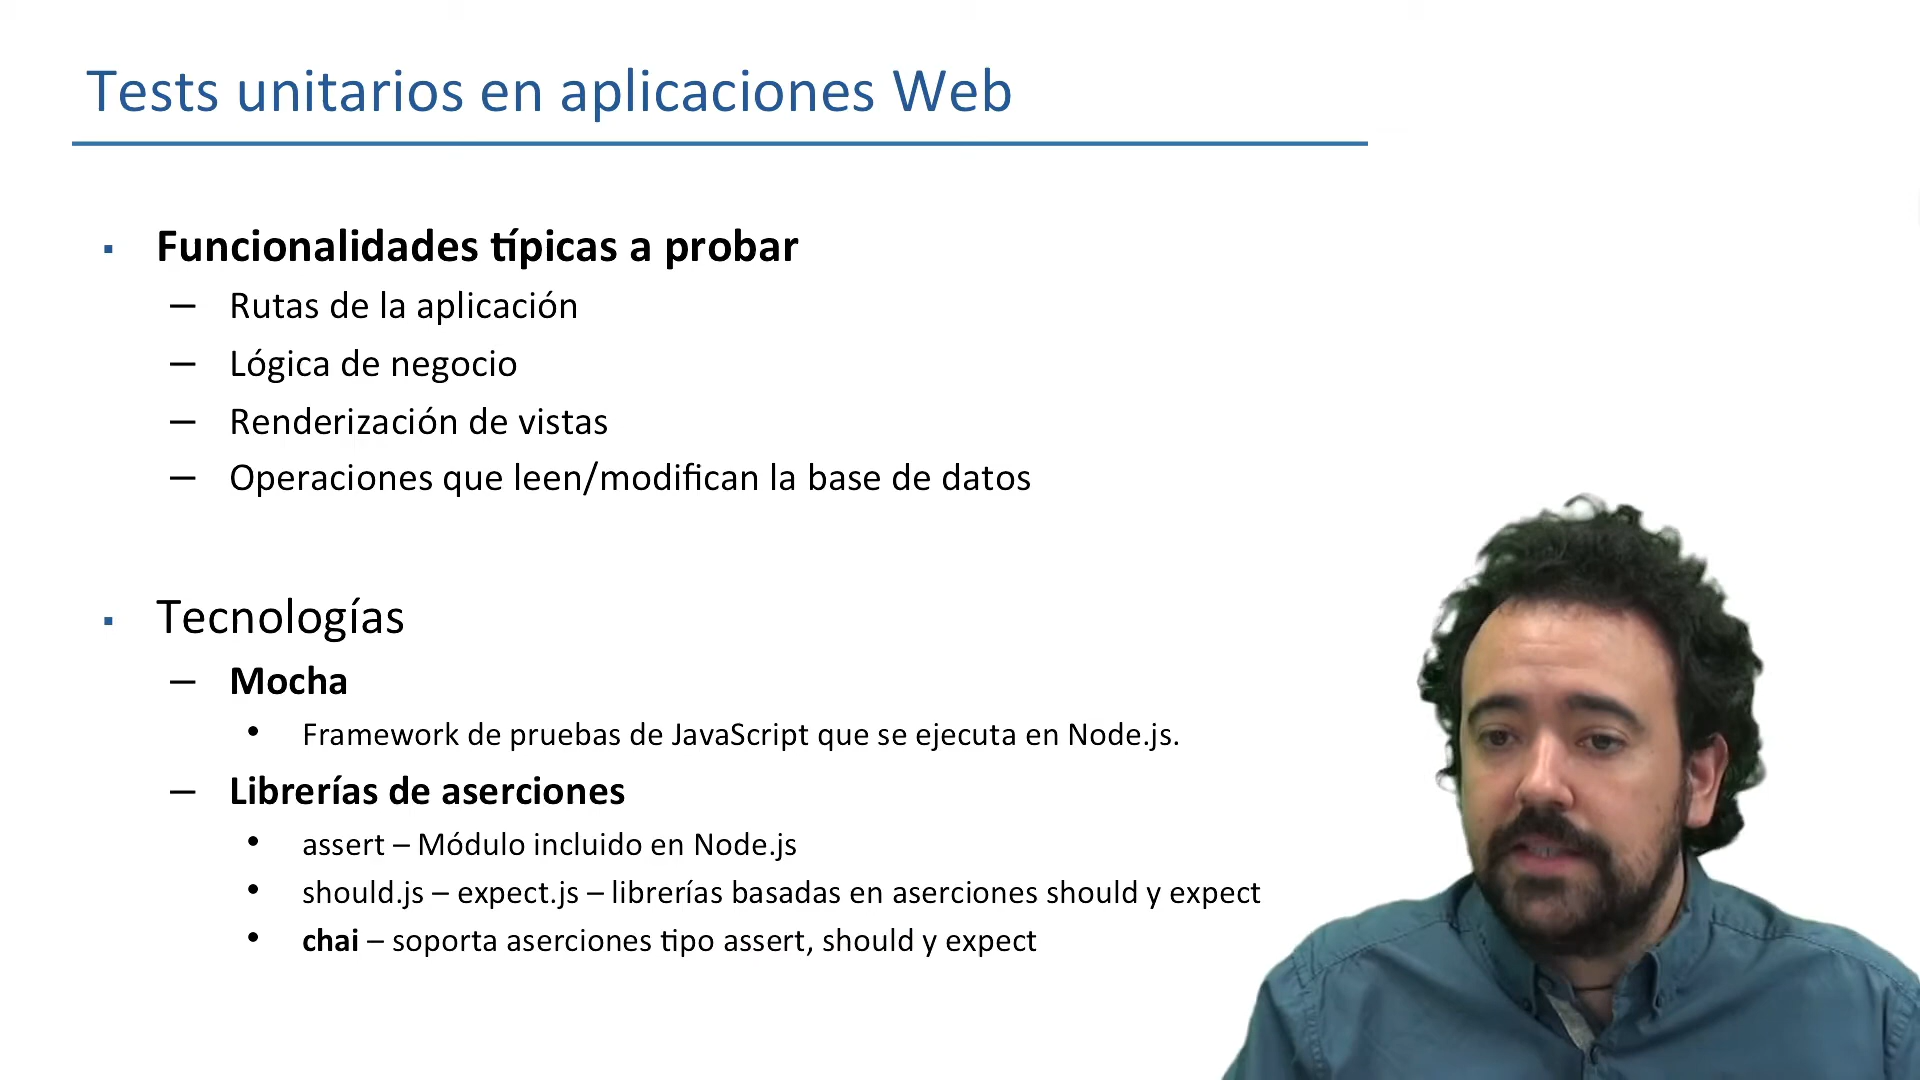 Tests unitarios en aplicaciones Web
▪ Funcionalidades típicas a probar
– Rutas de la aplicación
– Lógica de negocio
– Renderización de vistas
– Operaciones que leen/modifican la base de datos
▪ Tecnologías
– Mocha
• Framework de pruebas de JavaScript que se ejecuta en Node.js.
– Librerías de aserciones
• assert – Módulo incluido en Node.js
• should.js – expect.js – librerías basadas en aserciones should y expect
• chai – soporta aserciones tipo assert, should y expect